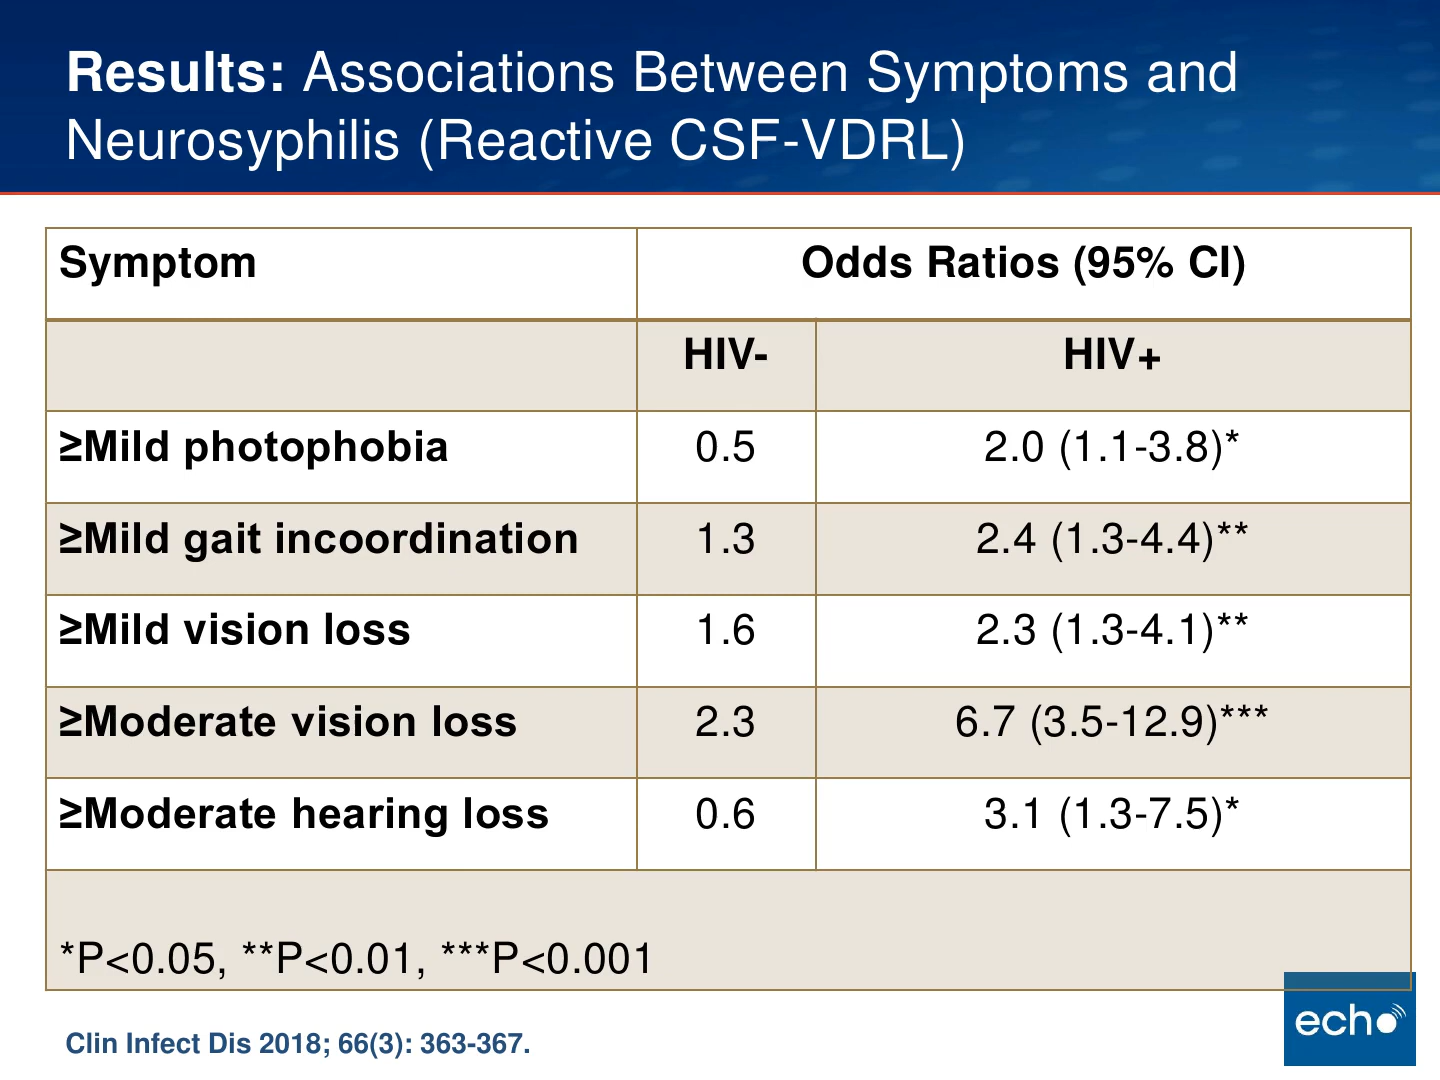 Results: Associations Between Symptoms and
Neurosyphilis (Reactive CSF-VDRL)
Symptom Odds Ratios (95% CI)
HIV- HIV+
≥Mild photophobia 0.5 2.0 (1.1-3.8)*
≥Mild gait incoordination 1.3 2.4 (1.3-4.4)**
≥Mild vision loss 1.6 2.3 (1.3-4.1)**
≥Moderate vision loss 2.3 6.7 (3.5-12.9)***
≥Moderate hearing loss 0.6 3.1 (1.3-7.5)*
*P<0.05, **P<0.01, ***P<0.001
echo
Clin Infect Dis 2018; 66(3): 363-367.